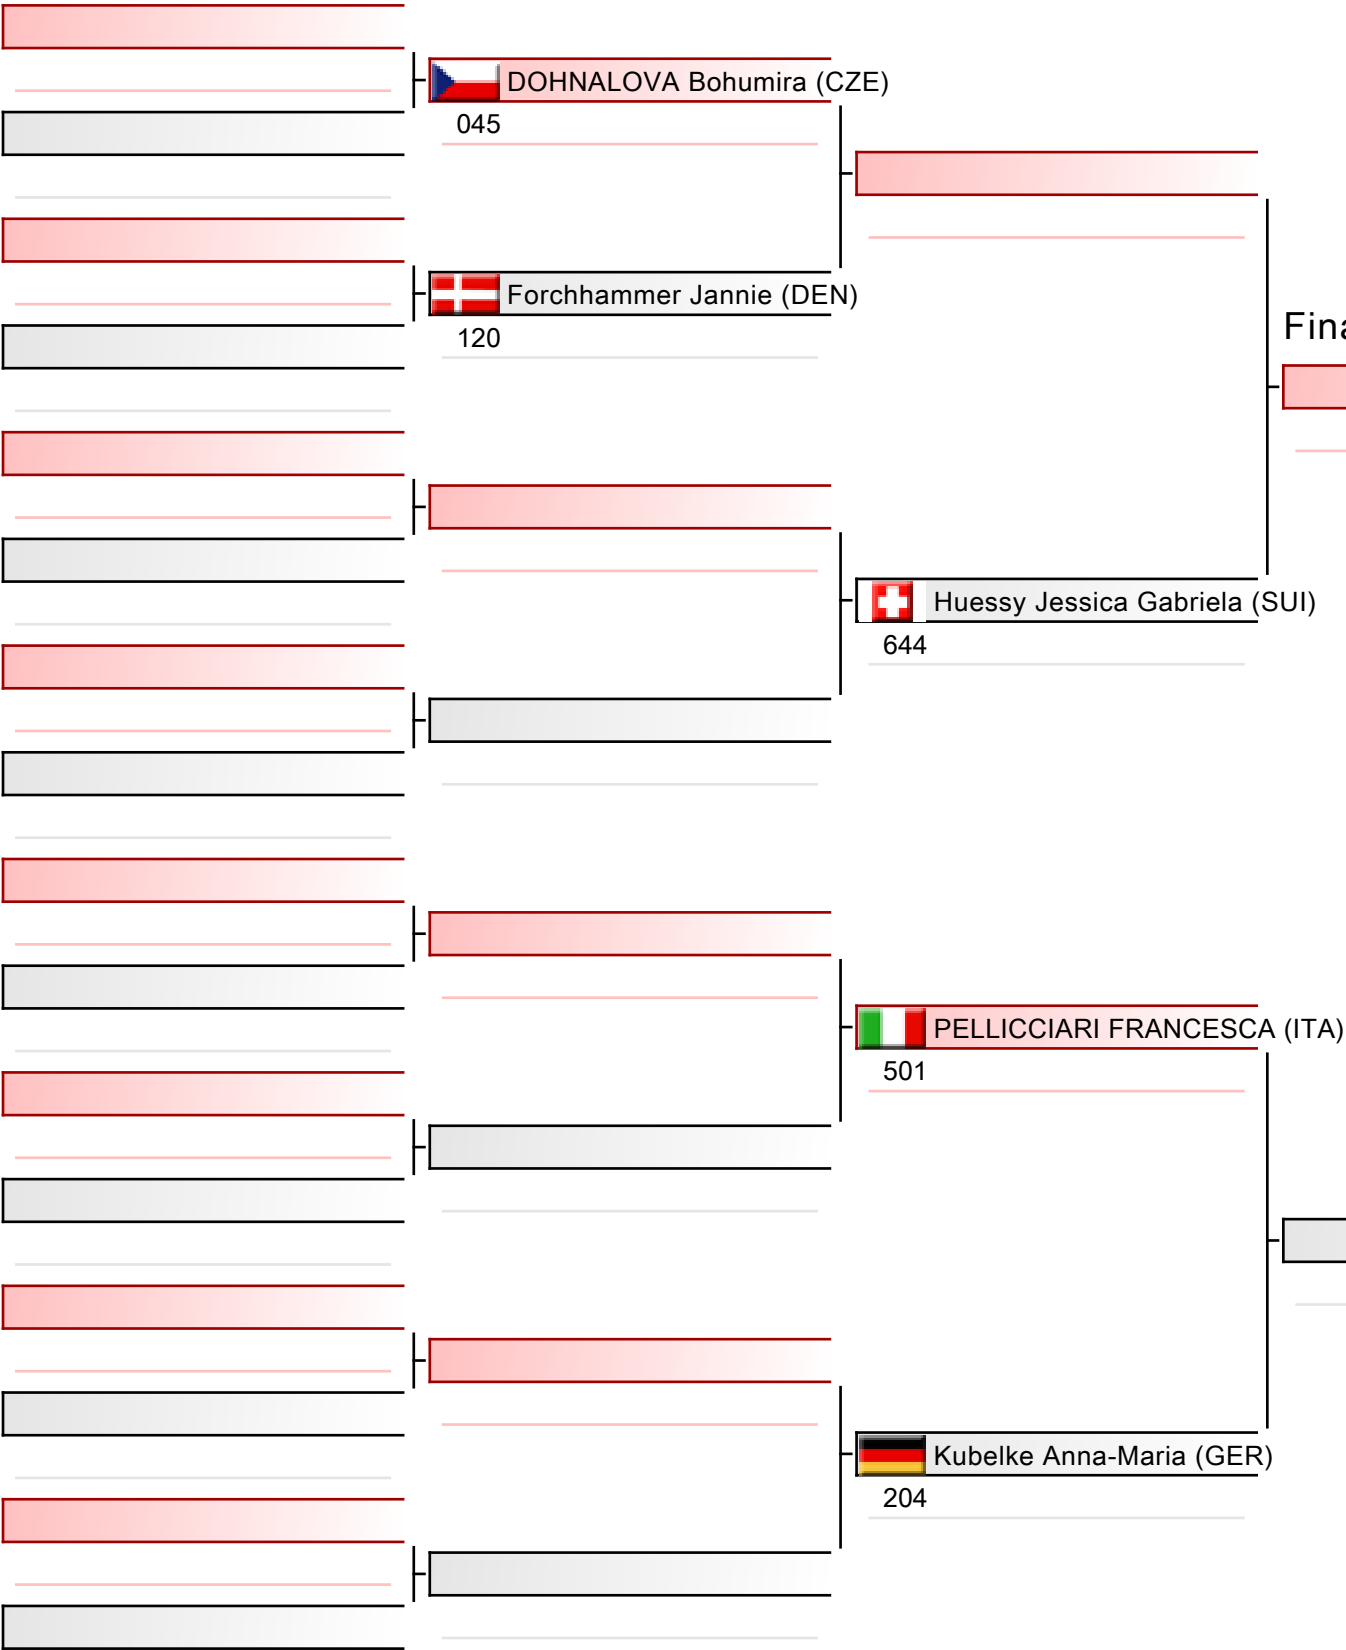 DOHNALOVA Bohumira (CZE)
045
Forchhammer Jannie (DEN)
120
Fina
Huessy Jessica Gabriela (SUI)
644
PELLICCIARI FRANCESCA (ITA)
501
Kubelke Anna-Maria (GER)
204